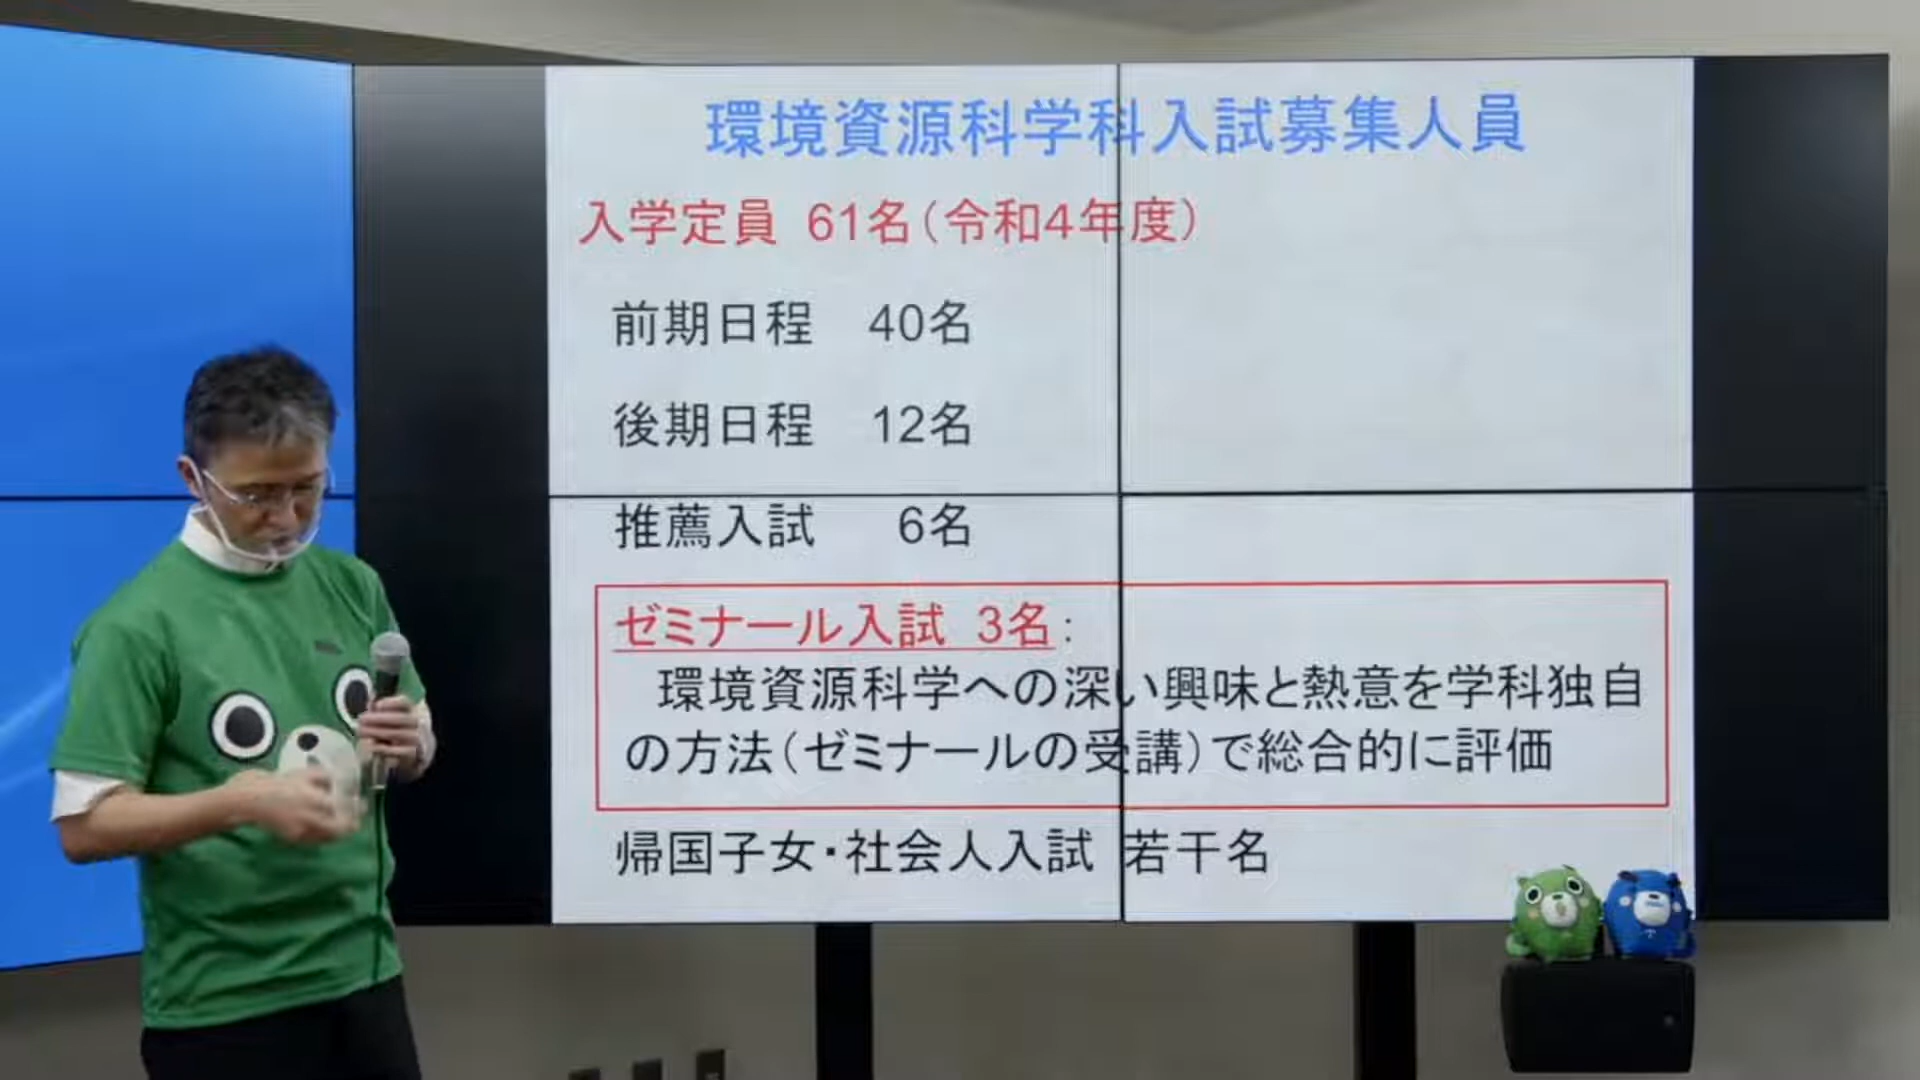 環境資源科学科入試募集人員
入学定員 61名（令和4年度）
前期日程 40名
後期日程 12名
推薦入試 6名
ゼミナール入試 3名：
環境資源科学への深い興味と熱意を学科独自
の方法（ゼミナールの受講）で総合的に評価
帰国子女・社会人入試 若干名